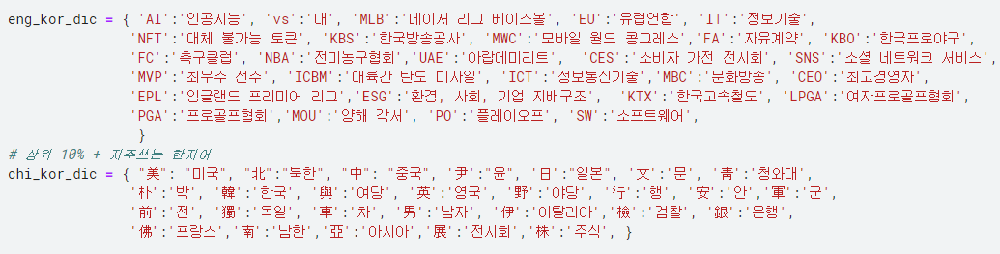 eng_kor_dic = { 'AI':'인공지능', 'vs':'대', 'MLB':'메이저 리그 베이스볼', 'EU':'유럽연합', 'IT':'정보기술',
'NFT':'대체 불가능 토큰', 'KBS':'한국방송공사', 'MWC':'모바일 월드 콩그레스','FA':'자유계약', 'KBO':'한국프로야구',
'FC':'축구클럽', 'NBA':'전미농구협회','UAE':'아랍에미리트', 'CES':'소비자 가전 전시회', 'SNS':'소셜 네트워크 서비스',
'MVP':'최우수 선수', 'ICBM':'대륙간 탄도 미사일', 'ICT':'정보통신기술','MBC':'문화방송', 'CEO':'최고경영자',
'EPL':'잉글랜드 프리미어 리그','ESG':'환경, 사회, 기업 지배구조', 'KTX':'한국고속철도', 'LPGA':'여자프로골프협회',
'PGA':'프로골프협회','MOU':'양해 각서', 'PO':'플레이오프', 'SW':'소프트웨어',
}
# 상위 10% + 자주쓰는 한자어
chi_kor_dic = { "美": "미국", "北":"북한", "中": "중국", '尹':"윤", '日':"일본", '文':'문', '靑':'청와대',
'朴':'박', '韓':'한국', '與':'여당', '英':'영국', '野':'야당', '行':'행', '安':'안','軍':'군',
'前':'전', '獨':'독일', '車':'차', '男':'남자', '伊':'이탈리아', '檢':'검찰', '銀':'은행',
'佛':'프랑스','南':'남한','亞':'아시아','展':'전시회','株':'주식', }